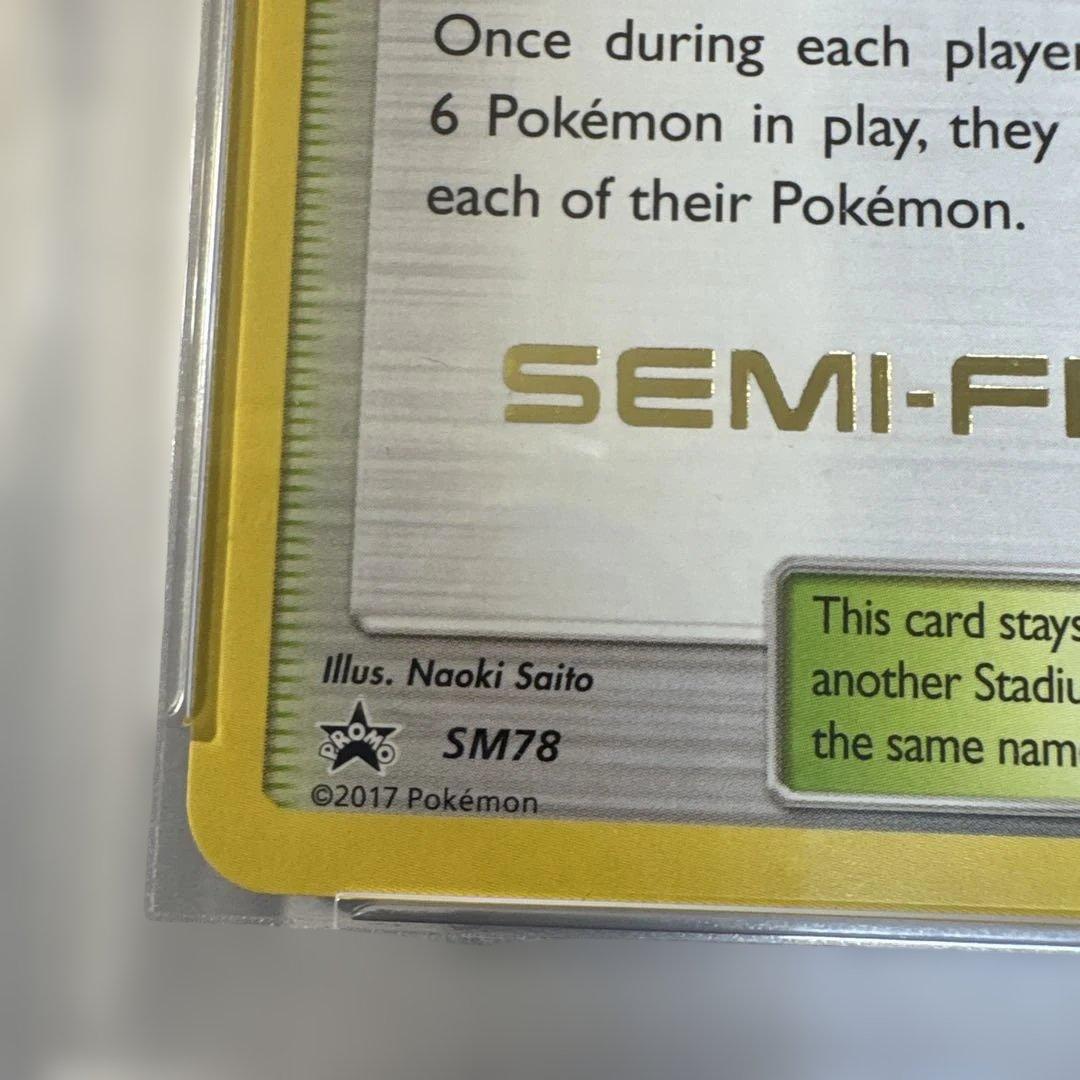 Once during each player
6 Pokémon in play, they
each of their Pokémon.
SEMI-FI
This card stays
another Stadiu
the same nam
Illus. Naoki Saito
PROMO SM78
©2017 Pokémon